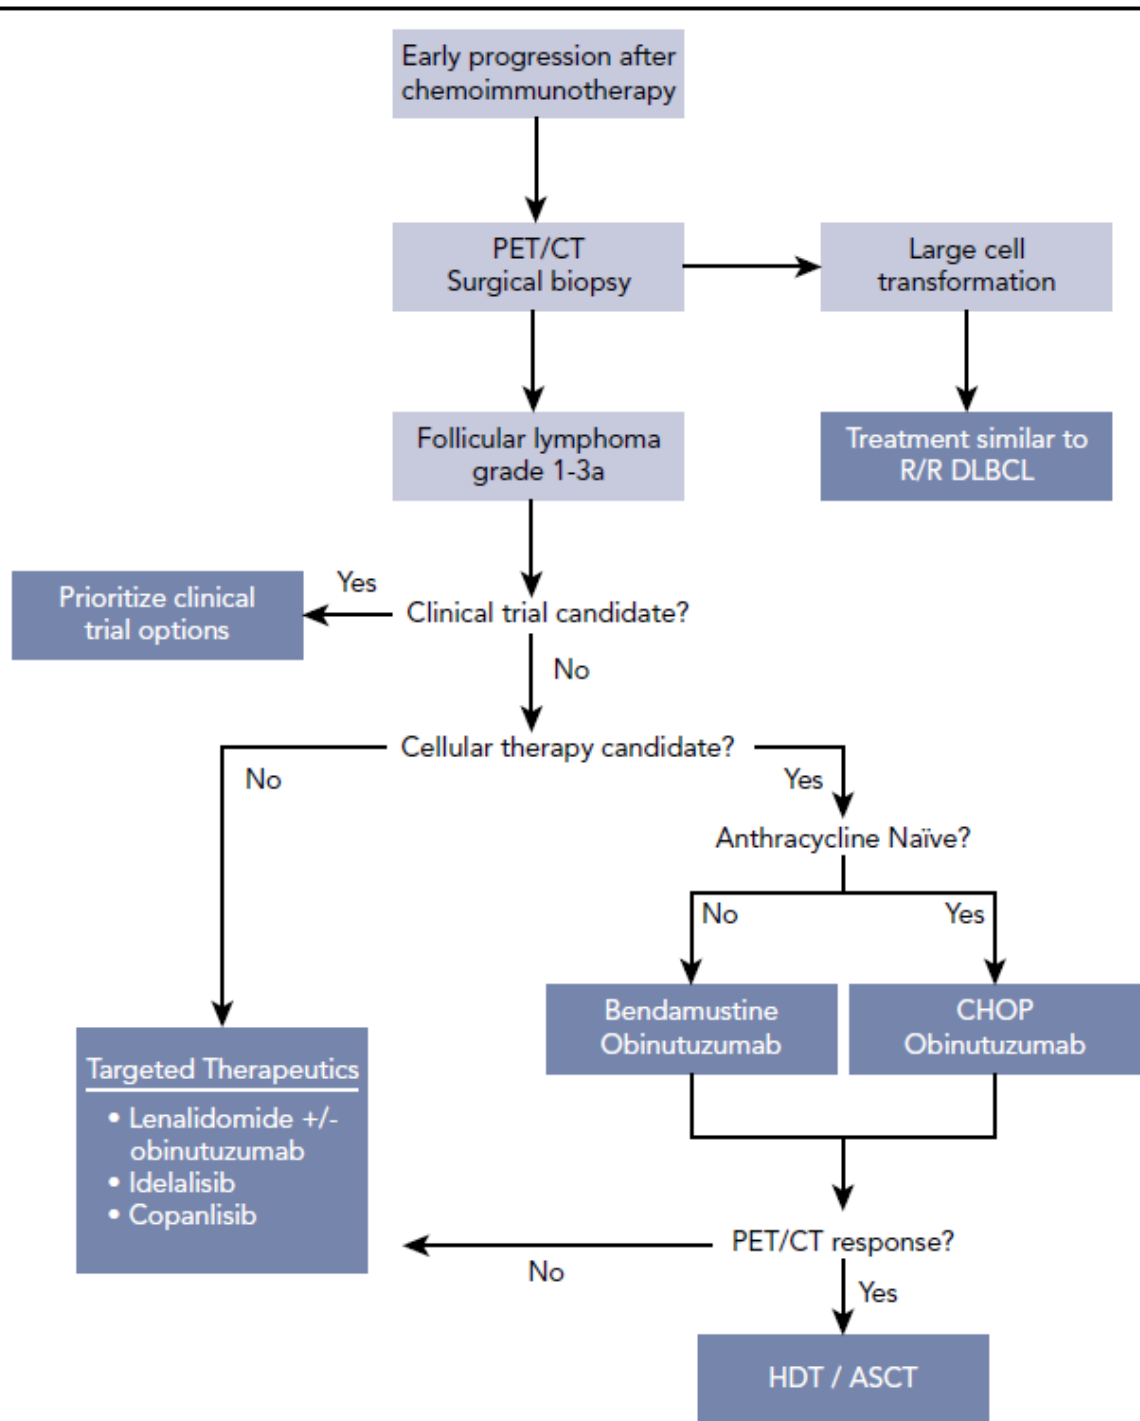 Early progression after
chemoimmunotherapy
PET/CT
Surgical biopsy
Large cell
transformation
Follicular lymphoma
grade 1-3a
Treatment similar to
R/R DLBCL
Prioritize clinical
trial options
Yes
Clinical trial candidate?
No
Cellular therapy candidate?
No
Yes
Anthracycline Naïve?
No
Yes
Bendamustine
Obinutuzumab
CHOP
Obinutuzumab
Targeted Therapeutics
• Lenalidomide +/-
obinutuzumab
• Idelalisib
• Copanlisib
PET/CT response?
No
Yes
HDT / ASCT